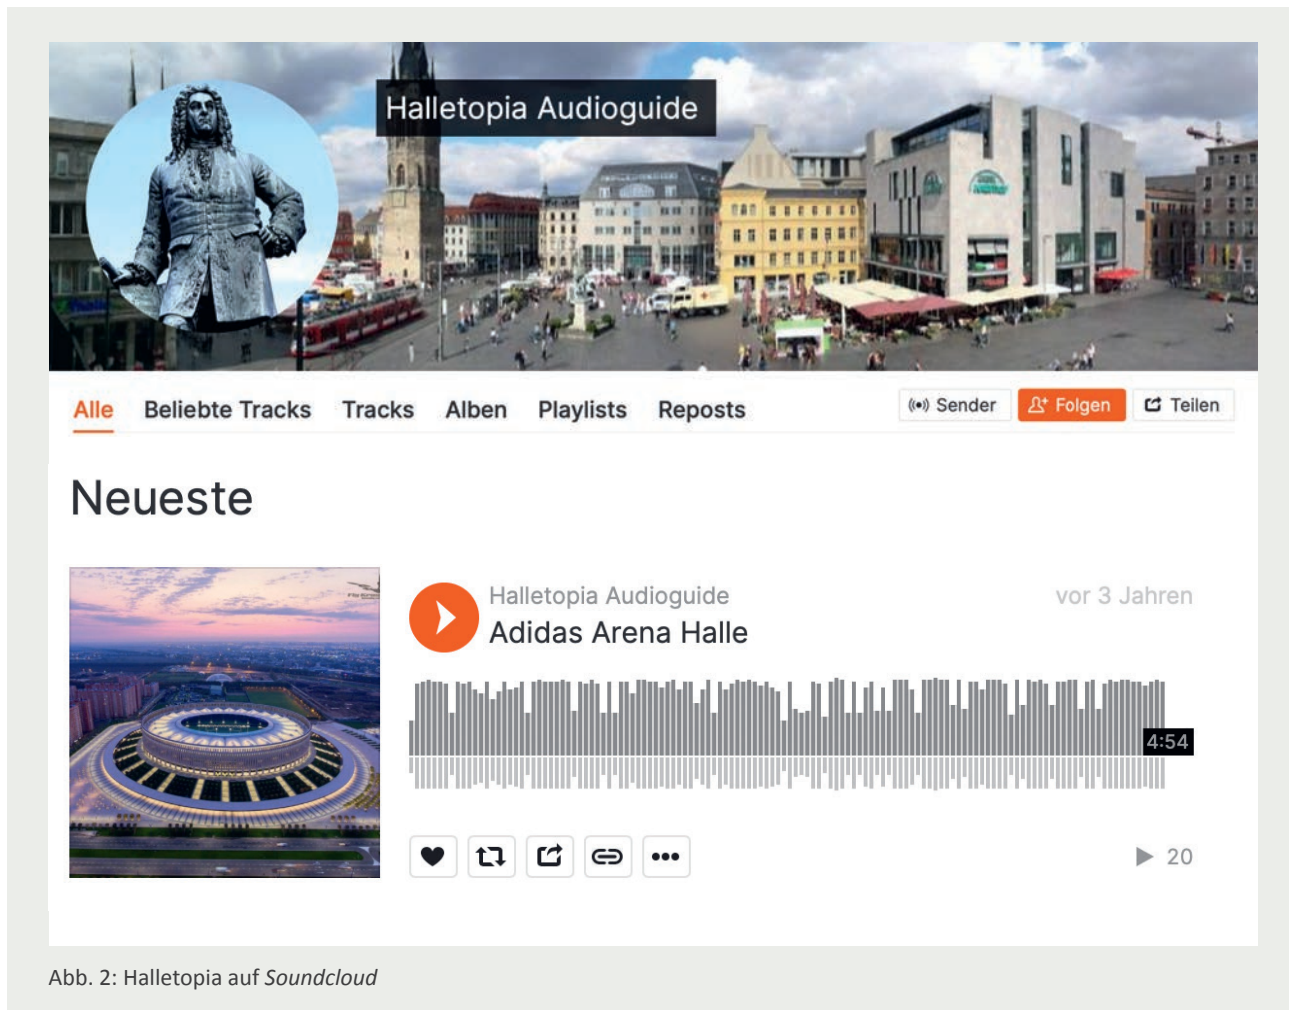 Halletopia Audioguide
Alle Beliebte Tracks Tracks Alben Playlists Reposts Sender Folgen Teilen
Neueste
Halletopia Audioguide vor 3 Jahren
Adidas Arena Halle
4:54
20
Abb. 2: Halletopia auf Soundcloud